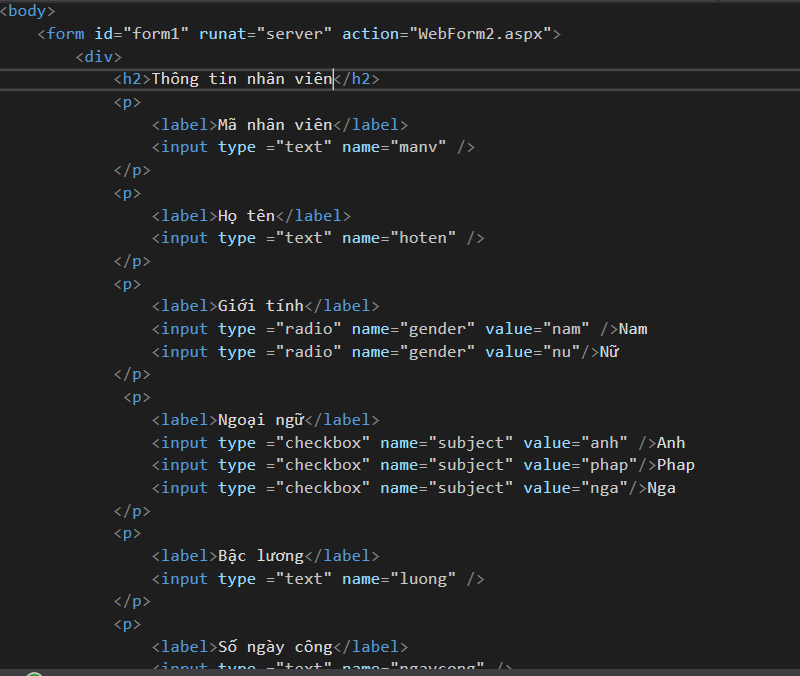 <body>
<form id="form1" runat="server" action="WebForm2.aspx">
<div>
<h2>Thông tin nhân viên</h2>
<p>
<label>Mã nhân viên</label>
<input type ="text" name="manv" />
</p>
<p>
<label>Họ tên</label>
<input type ="text" name="hoten" />
</p>
<p>
<label>Giới tính</label>
<input type ="radio" name="gender" value="nam" />Nam
<input type ="radio" name="gender" value="nu"/>Nữ
</p>
<p>
<label>Ngoại ngữ</label>
<input type ="checkbox" name="subject" value="anh" />Anh
<input type ="checkbox" name="subject" value="phap"/>Phap
<input type ="checkbox" name="subject" value="nga"/>Nga
</p>
<p>
<label>Bậc lương</label>
<input type ="text" name="luong" />
</p>
<p>
<label>Số ngày công</label>
<input type ="text" name="ngaycong" />